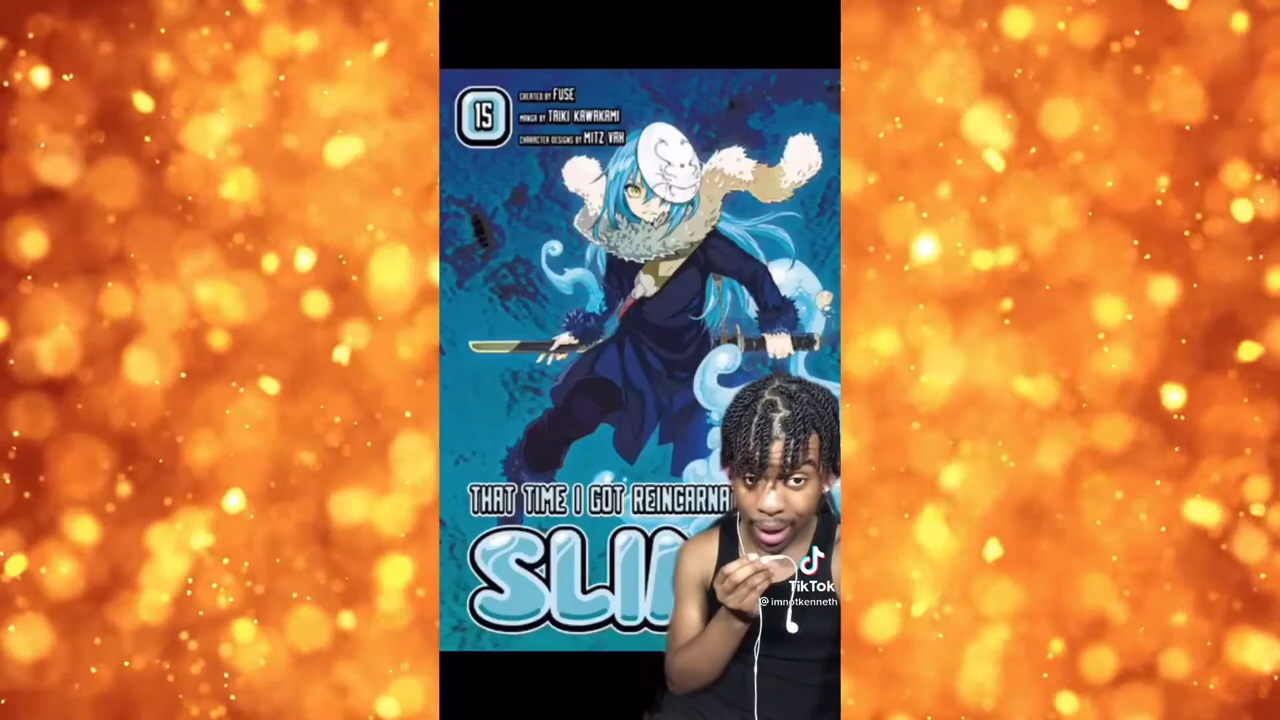 15
CREATED BY FUSE
MANGA BY TAIKI KAWAKAMI
CHARACTER DESIGNS BY MITZ VAH
THAT TIME I GOT REINCARNA
SLIM
TikTok
@imnotkenneth